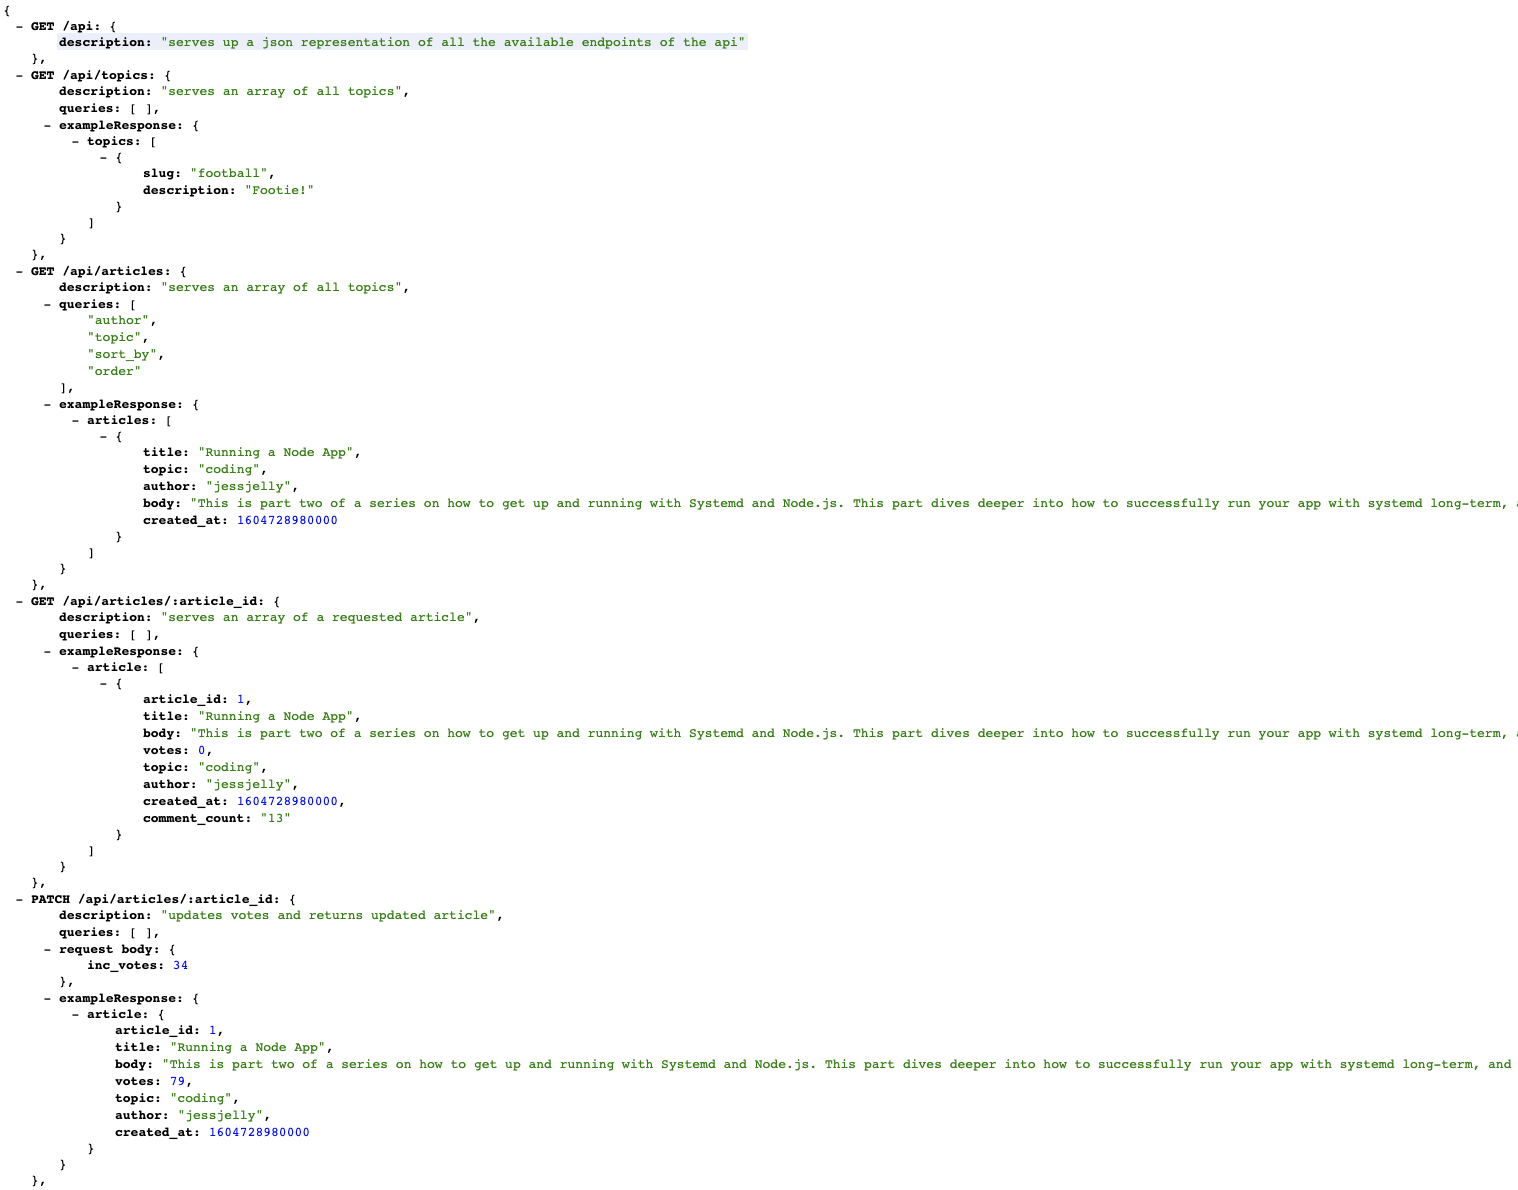 {
- GET /api: {
description: "serves up a json representation of all the available endpoints of the api"
},
- GET /api/topics: {
description: "serves an array of all topics",
queries: [ ],
- exampleResponse: {
- topics: [
- {
slug: "football",
description: "Footie!"
}
]
}
},
- GET /api/articles: {
description: "serves an array of all topics",
- queries: [
"author",
"topic",
"sort_by",
"order"
],
- exampleResponse: {
- articles: [
- {
title: "Running a Node App",
topic: "coding",
author: "jessjelly",
body: "This is part two of a series on how to get up and running with Systemd and Node.js. This part dives deeper into how to successfully run your app with systemd long-term,
created_at: 1604728980000
}
]
}
},
- GET /api/articles/:article_id: {
description: "serves an array of a requested article",
queries: [ ],
- exampleResponse: {
- article: [
- {
article_id: 1,
title: "Running a Node App",
body: "This is part two of a series on how to get up and running with Systemd and Node.js. This part dives deeper into how to successfully run your app with systemd long-term,
votes: 0,
topic: "coding",
author: "jessjelly",
created_at: 1604728980000,
comment_count: "13"
}
]
}
},
- PATCH /api/articles/:article_id: {
description: "updates votes and returns updated article",
queries: [ ],
- request body: {
inc_votes: 34
},
- exampleResponse: {
- article: {
article_id: 1,
title: "Running a Node App",
body: "This is part two of a series on how to get up and running with Systemd and Node.js. This part dives deeper into how to successfully run your app with systemd long-term, and
votes: 79,
topic: "coding",
author: "jessjelly",
created_at: 1604728980000
}
}
},